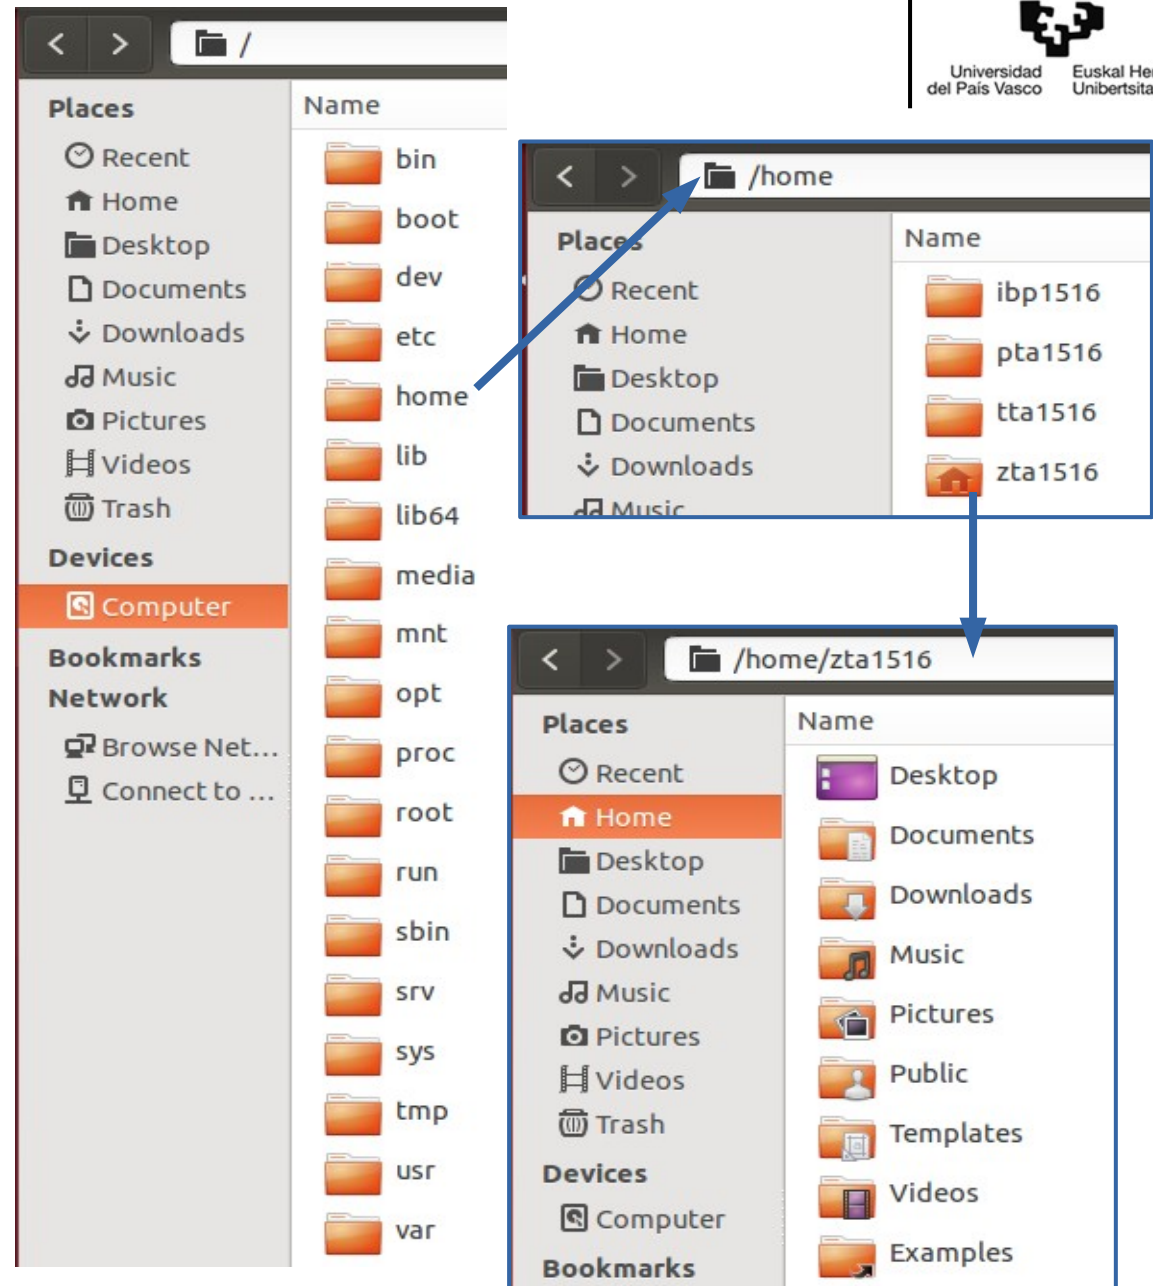 /
Places
Recent
Home
Desktop
Documents
Downloads
Music
Pictures
Videos
Trash
Devices
Computer
Bookmarks
Network
Browse Net...
Connect to ...
Name
bin
boot
dev
etc
home
lib
lib64
media
mnt
opt
proc
root
run
sbin
srv
sys
tmp
usr
var
Universidad
del País Vasco
Euskal Her
Unibertsita
/home
Places
Recent
Home
Desktop
Documents
Downloads
Music
Name
ibp1516
pta1516
tta1516
zta1516
/home/zta1516
Places
Recent
Home
Desktop
Documents
Downloads
Music
Pictures
Videos
Trash
Devices
Computer
Bookmarks
Name
Desktop
Documents
Downloads
Music
Pictures
Public
Templates
Videos
Examples